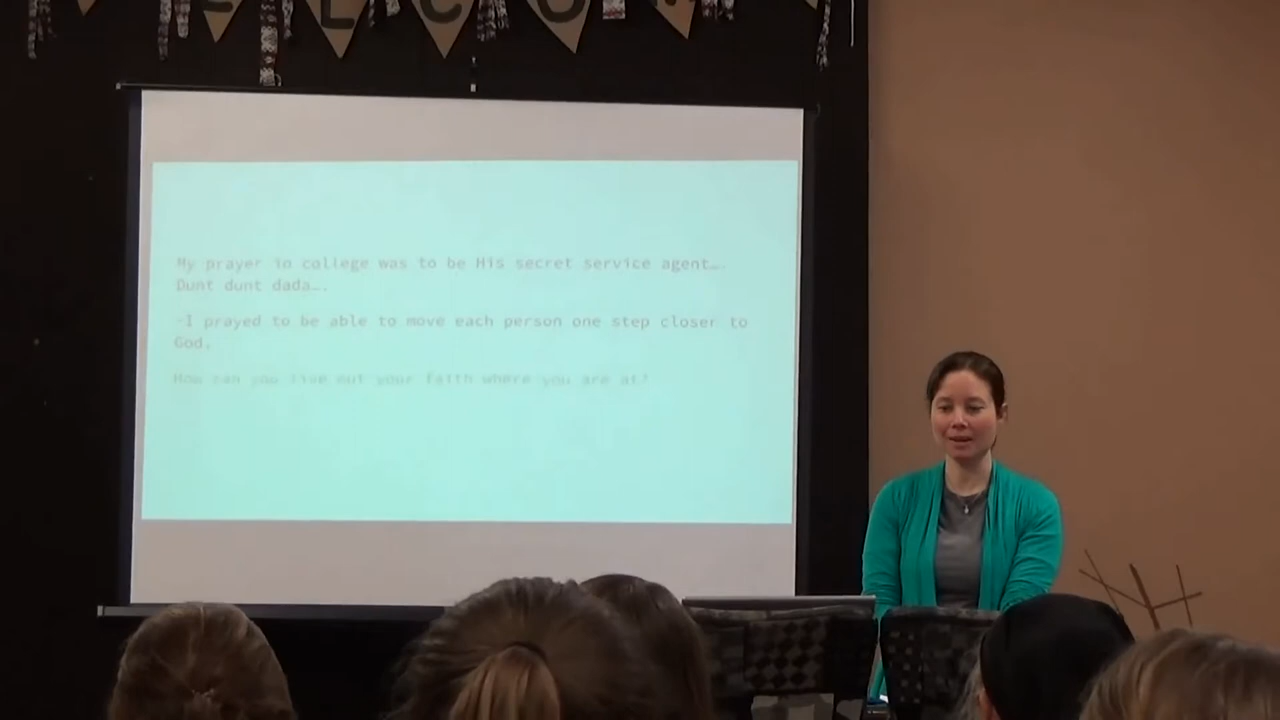 ELCO
My prayer in college was to be His secret service agent….
Dunt dunt dada….
-I prayed to be able to move each person one step closer to
God.
How can you live out your faith where you are at?